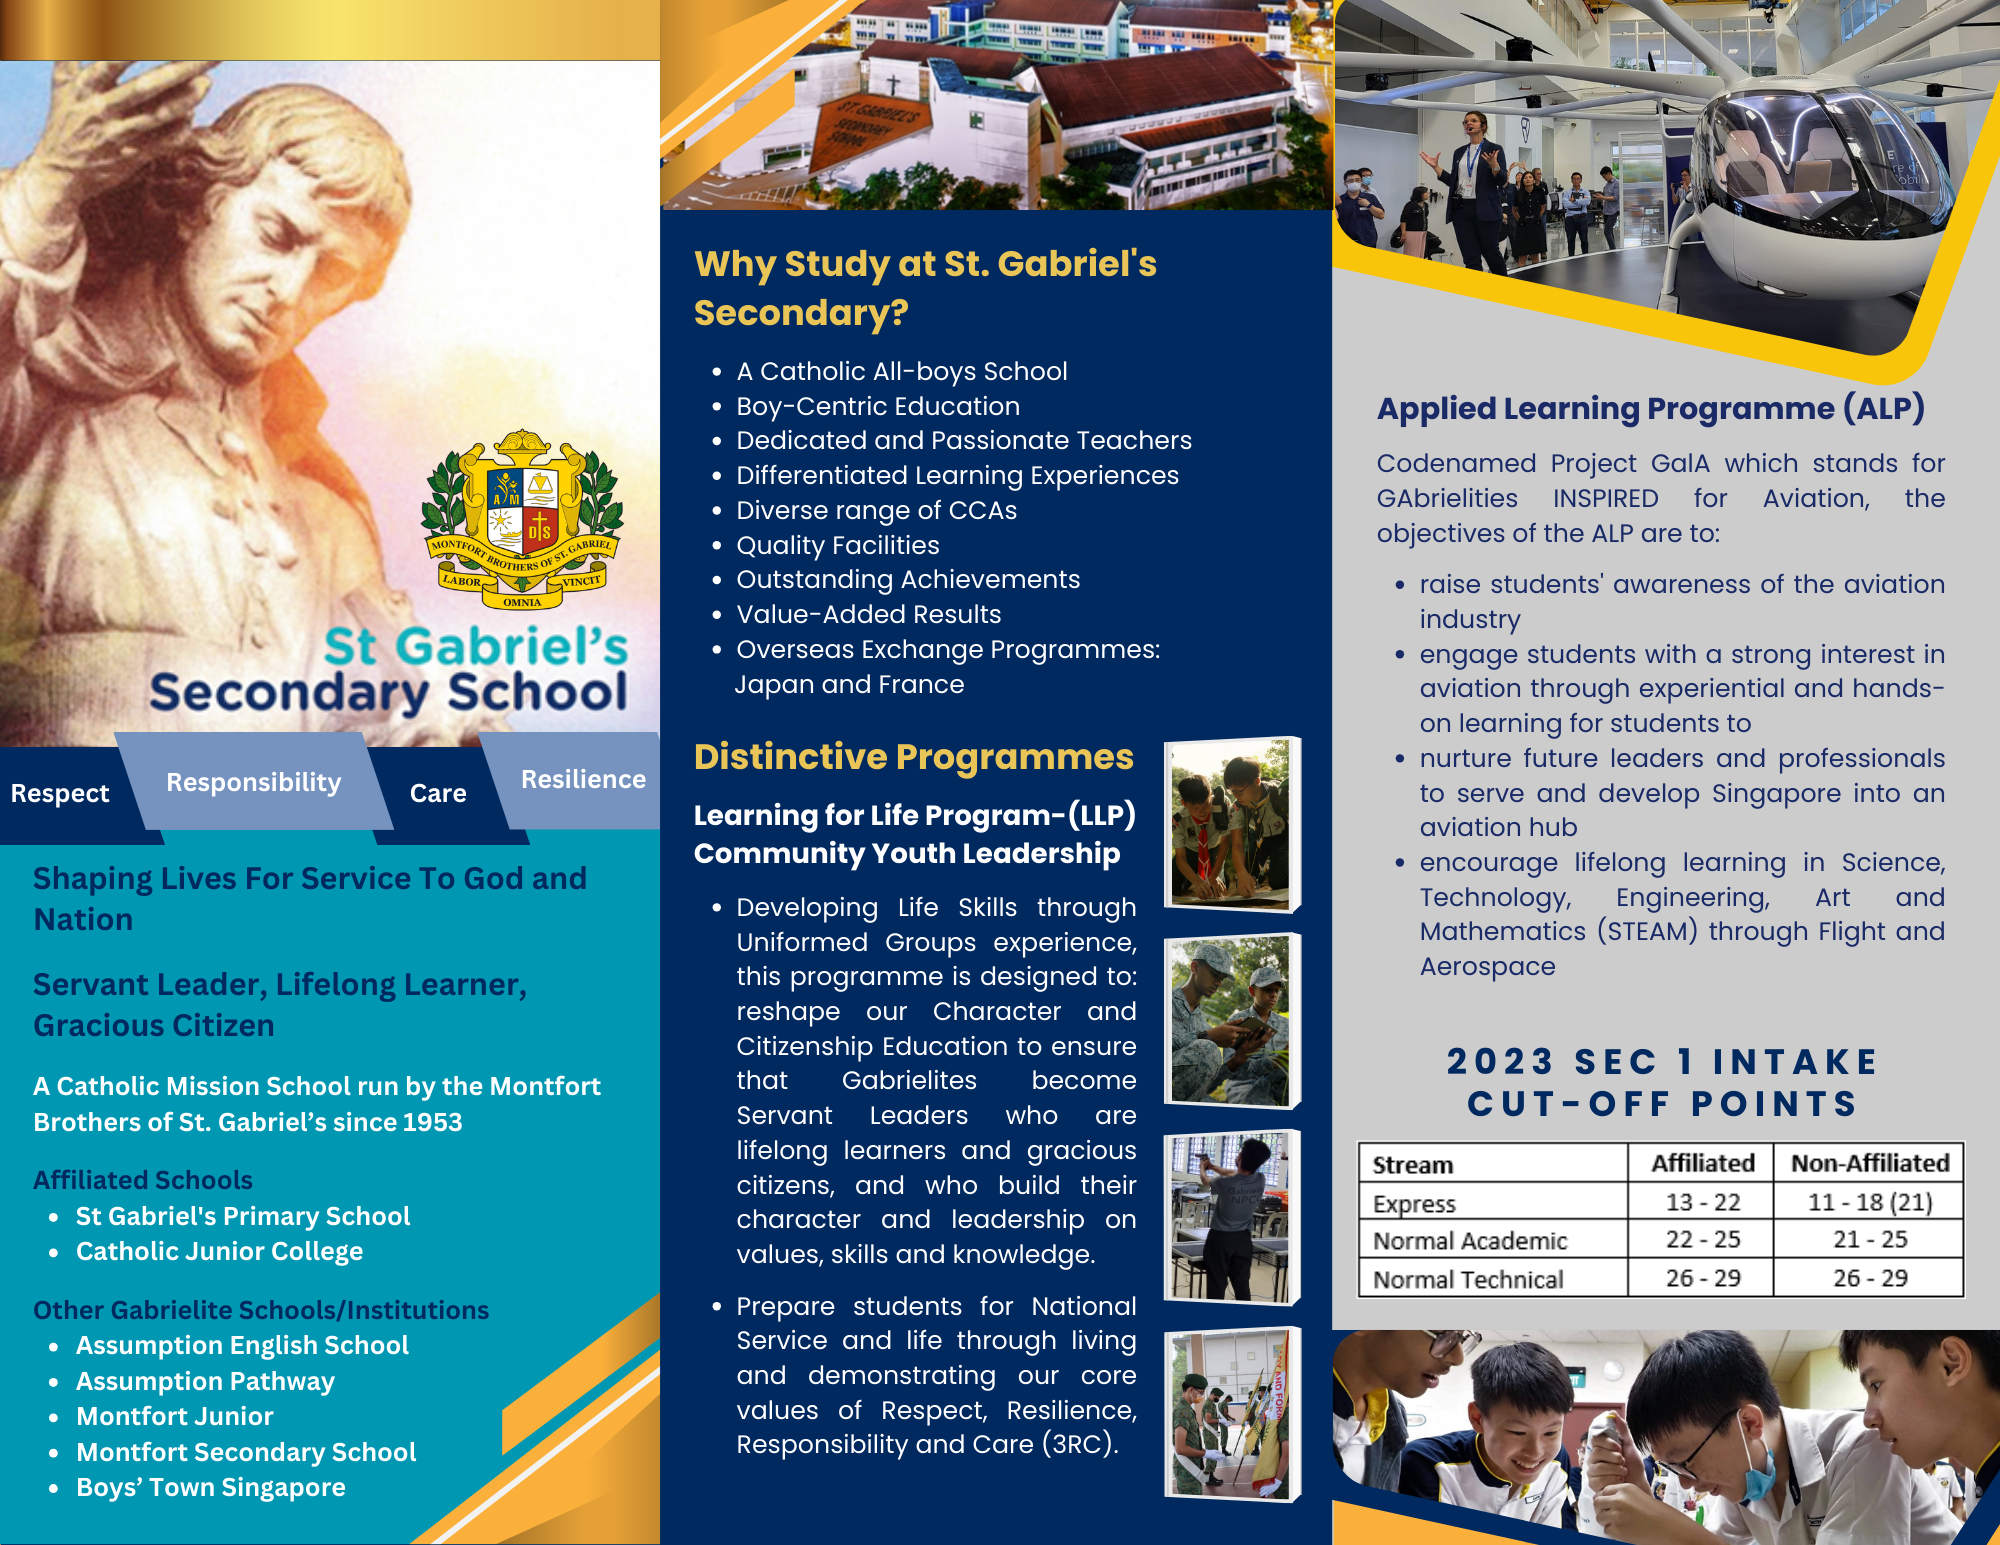 A M
D S
MONTFORT BROTHERS OF ST. GABRIEL
LABOR
VINCIT
OMNIA
St Gabriel’s
Secondary School
Respect
Responsibility
Care
Resilience
Shaping Lives For Service To God and
Nation
Servant Leader, Lifelong Learner,
Gracious Citizen
A Catholic Mission School run by the Montfort
Brothers of St. Gabriel’s since 1953
Affiliated Schools
• St Gabriel's Primary School
• Catholic Junior College
Other Gabrielite Schools/Institutions
• Assumption English School
• Assumption Pathway
• Montfort Junior
• Montfort Secondary School
• Boys’ Town Singapore
ST GABRIEL'S
SECONDARY
SCHOOL
Why Study at St. Gabriel's
Secondary?
• A Catholic All-boys School
• Boy-Centric Education
• Dedicated and Passionate Teachers
• Differentiated Learning Experiences
• Diverse range of CCAs
• Quality Facilities
• Outstanding Achievements
• Value-Added Results
• Overseas Exchange Programmes:
Japan and France
Distinctive Programmes
Learning for Life Program-(LLP)
Community Youth Leadership
• Developing Life Skills through
Uniformed Groups experience,
this programme is designed to:
reshape our Character and
Citizenship Education to ensure
that Gabrielites become
Servant Leaders who are
lifelong learners and gracious
citizens, and who build their
character and leadership on
values, skills and knowledge.
• Prepare students for National
Service and life through living
and demonstrating our core
values of Respect, Resilience,
Responsibility and Care (3RC).
NPCC
AND
Applied Learning Programme (ALP)
Codenamed Project GaIA which stands for
GAbrielities INSPIRED for Aviation, the
objectives of the ALP are to:
• raise students' awareness of the aviation
industry
• engage students with a strong interest in
aviation through experiential and hands-
on learning for students to
• nurture future leaders and professionals
to serve and develop Singapore into an
aviation hub
• encourage lifelong learning in Science,
Technology, Engineering, Art and
Mathematics (STEAM) through Flight and
Aerospace
2023 SEC 1 INTAKE
CUT-OFF POINTS
Stream Affiliated Non-Affiliated
Express 13 - 22 11 - 18 (21)
Normal Academic 22 - 25 21 - 25
Normal Technical 26 - 29 26 - 29